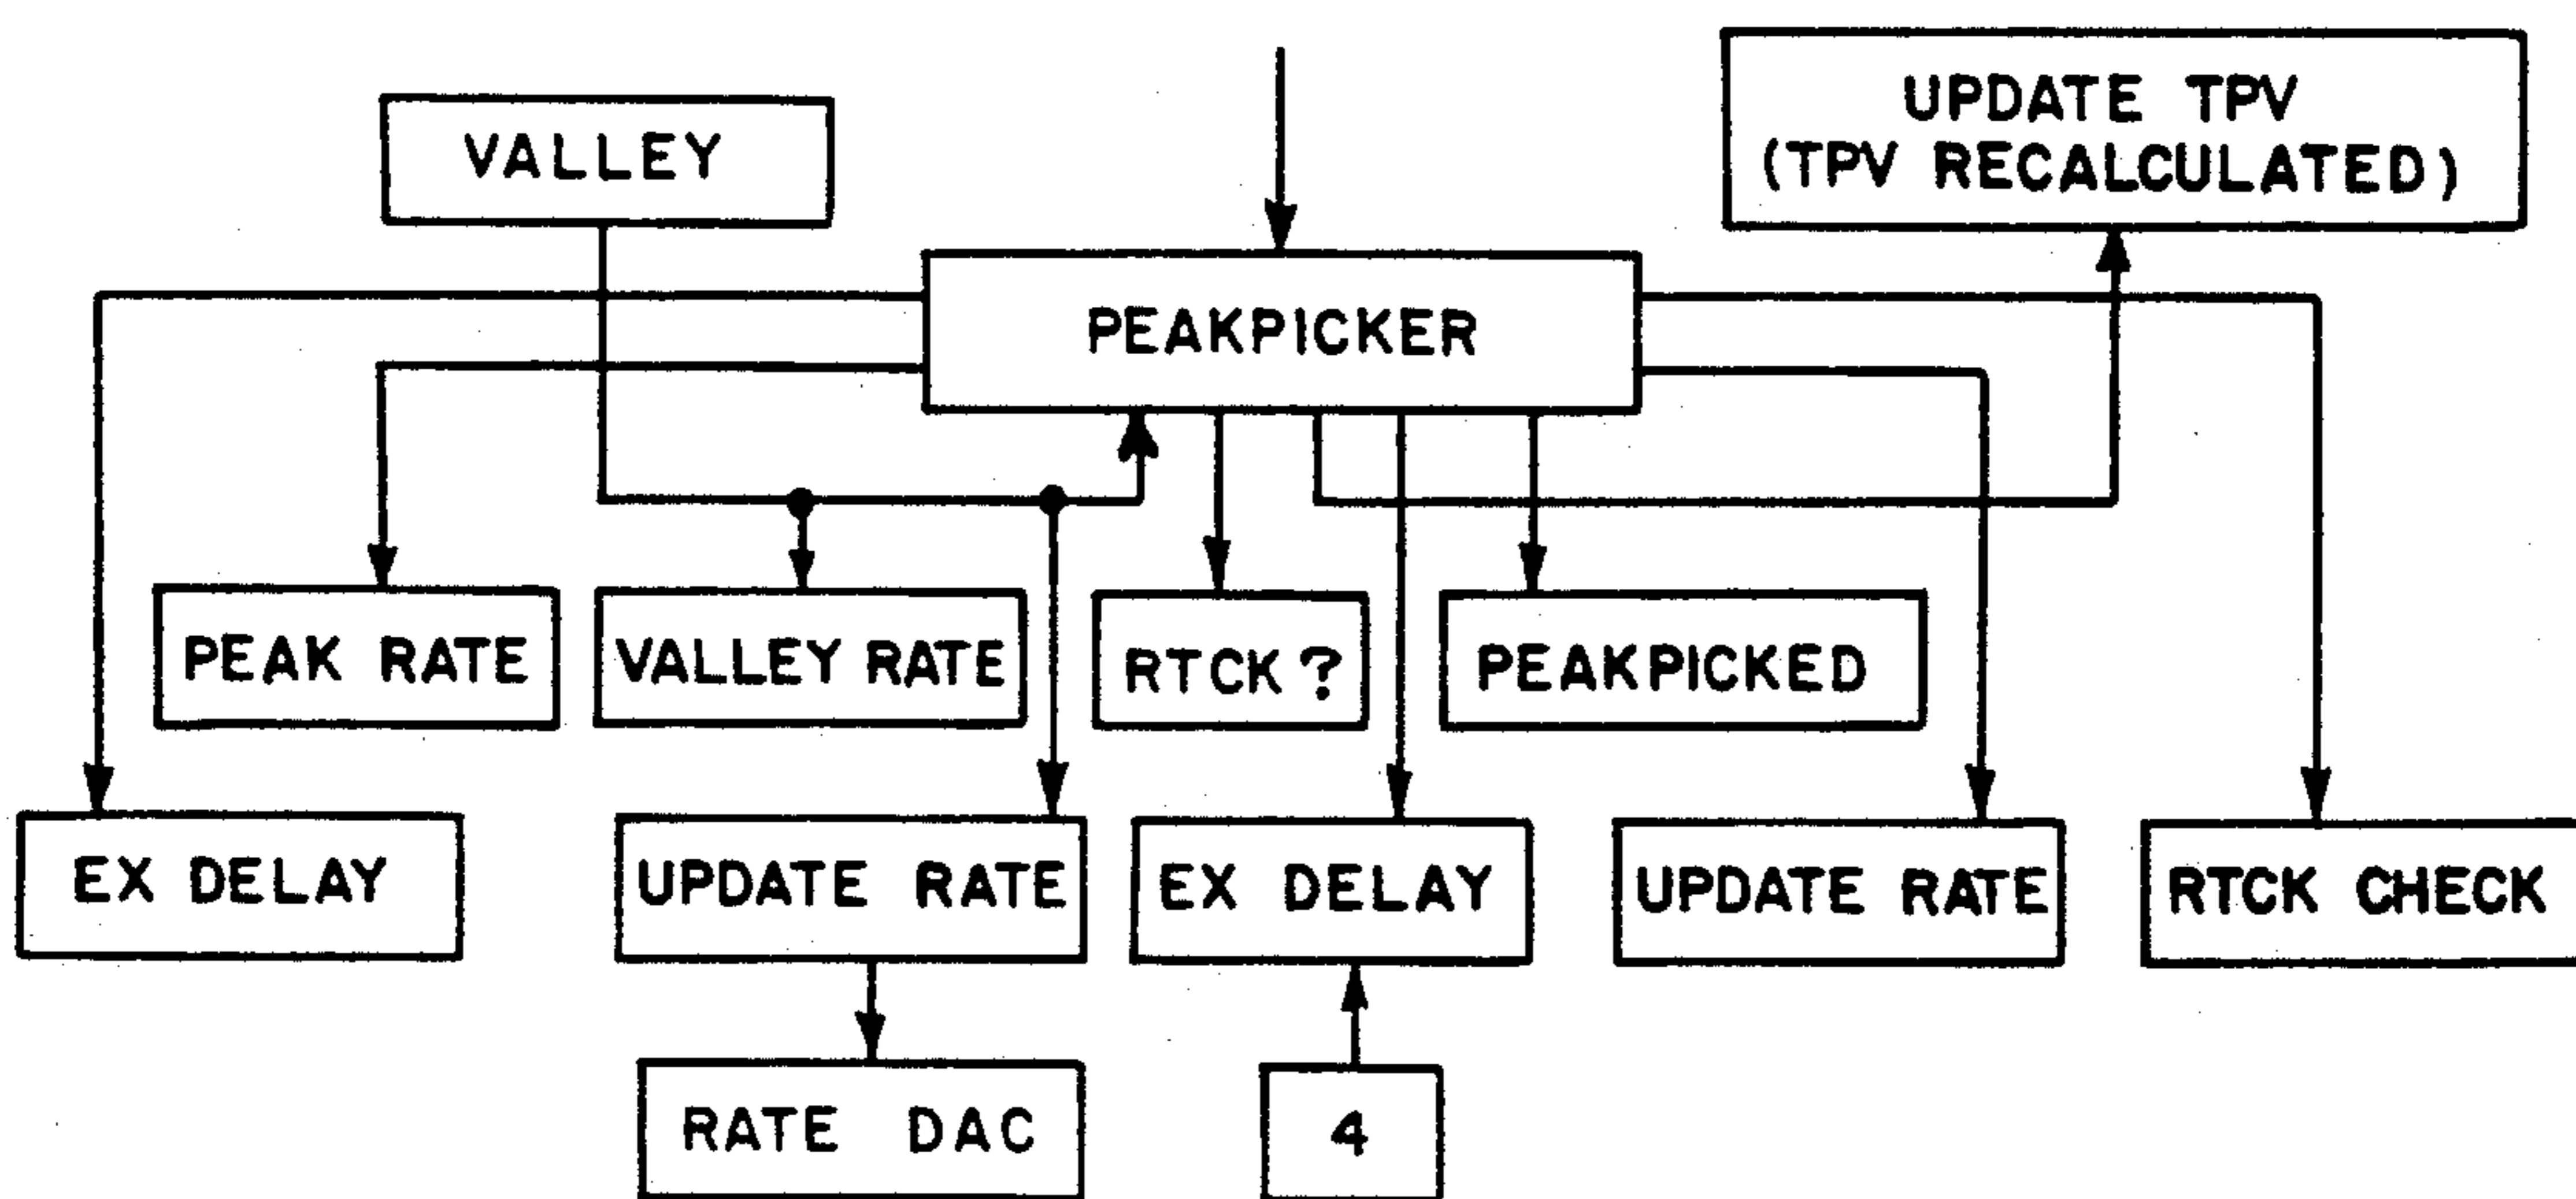 VALLEY
UPDATE TPV
(TPV RECALCULATED)
PEAKPICKER
PEAK RATE
VALLEY RATE
RTCK?
PEAKPICKED
EX DELAY
UPDATE RATE
EX DELAY
UPDATE RATE
RTCK CHECK
RATE DAC
4